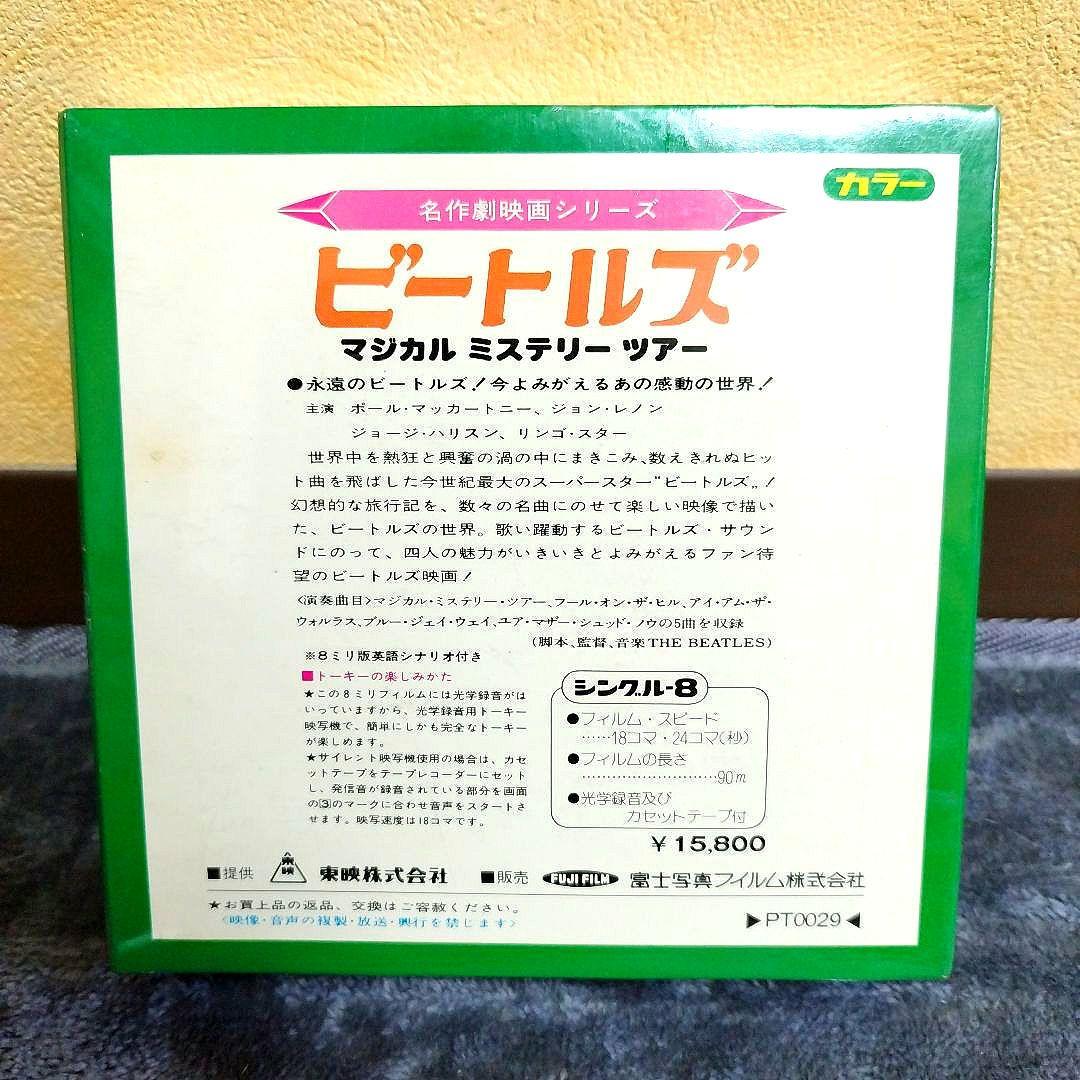 カラー
名作劇映画シリーズ
ビートルズ
マジカル ミステリー ツアー
●永遠のビートルズ!今よみがえるあの感動の世界!
主演 ポール・マッカートニー、ジョン・レノン
ジョージ・ハリスン、リンゴ・スター
世界中を熱狂と興奮の渦の中にまきこみ、数えきれぬヒッ
ト曲を飛ばした今世紀最大のスーパースター"ビートルズ„!
幻想的な旅行記を、数々の名曲にのせて楽しい映像で描い
た、ビートルズの世界。歌い躍動するビートルズ・サウン
ドにのって、四人の魅力がいきいきとよみがえるファン待
望のビートルズ映画!
〈演奏曲目〉マジカル・ミステリー・ツアー、フール・オン・ザ・ヒル、アイ・アム・ザ・
ウォルラス、ブルー・ジェイ・ウェイ、ユア・マザー・シュッド・ノウの5曲を収録
(脚本、監督、音楽THE BEATLES)
※8ミリ版英語シナリオ付き
■トーキーの楽しみかた
★この8ミリフィルムには光学録音がは
いっていますから、光学録音用トーキー
映写機で、簡単にしかも完全なトーキー
が楽しめます。
★サイレント映写機使用の場合は、カセ
ットテープをテープレコーダーにセット
し、発信音が録音されている部分を画面
の③のマークに合わせ音声をスタートさ
せます。映写速度は18コマです。
シングル-8
●フィルム・スピード
……18コマ・24コマ(秒)
●フィルムの長さ
………………………90m
●光学録音及び
カセットテープ付
¥15,800
■提供 東映 東映株式会社 ■販売 FUJI FILM 富士写真フイルム株式会社
★お買上品の返品、交換はご容赦ください。
〈映像・音声の複製・放送・興行を禁じます〉
▶PT0029◀